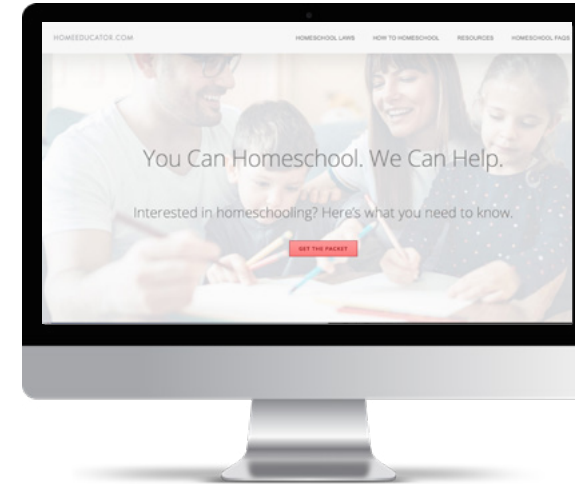 HOMEEDUCATOR.COM
HOMESCHOOL LAWS HOW TO HOMESCHOOL RESOURCES HOMESCHOOL FAQS
You Can Homeschool. We Can Help.
Interested in homeschooling? Here's what you need to know.
GET THE PACKET